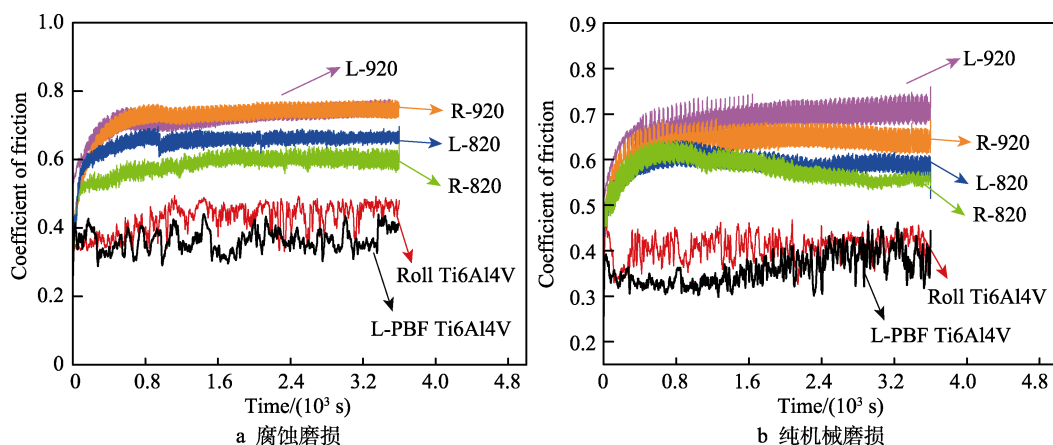 1.0
0.8
0.6
0.4
0.2
0
Coefficient of friction
L-920
R-920
L-820
R-820
Roll Ti6Al4V
L-PBF Ti6Al4V
0 0.8 1.6 2.4 3.2 4.0 4.8
Time/(10³ s)
a 腐蚀磨损
0.9
0.8
0.7
0.6
0.5
0.4
0.3
0.2
Coefficient of friction
L-920
R-920
L-820
R-820
Roll Ti6Al4V
L-PBF Ti6Al4V
0 0.8 1.6 2.4 3.2 4.0 4.8
Time/(10³ s)
b 纯机械磨损